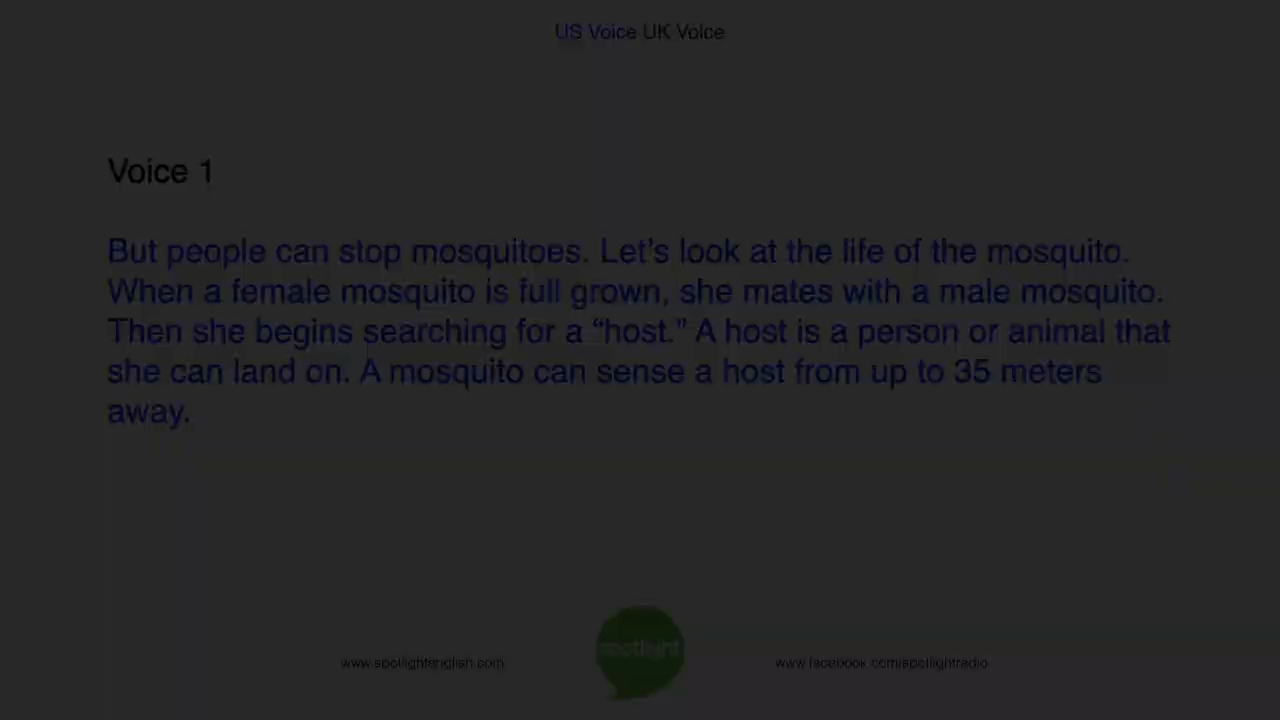 US Voice UK Voice
Voice 1
But people can stop mosquitoes. Let's look at the life of the mosquito.
When a female mosquito is full grown, she mates with a male mosquito.
Then she begins searching for a “host.” A host is a person or animal that
she can land on. A mosquito can sense a host from up to 35 meters
away.
spotlight
www.spotlightenglish.com
www.facebook.com/spotlightradio